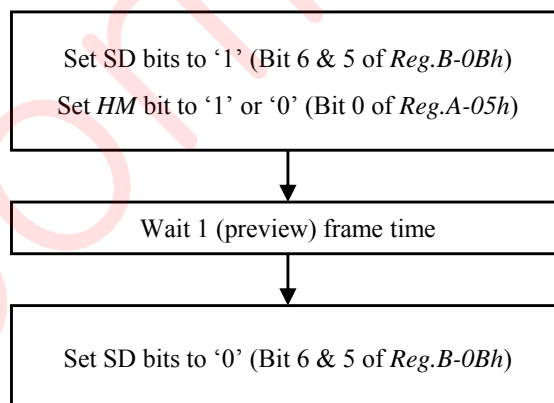 Set SD bits to ‘1’ (Bit 6 & 5 of Reg.B-0Bh)
Set HM bit to ‘1’ or ‘0’ (Bit 0 of Reg.A-05h)
Wait 1 (preview) frame time
Set SD bits to ‘0’ (Bit 6 & 5 of Reg.B-0Bh)